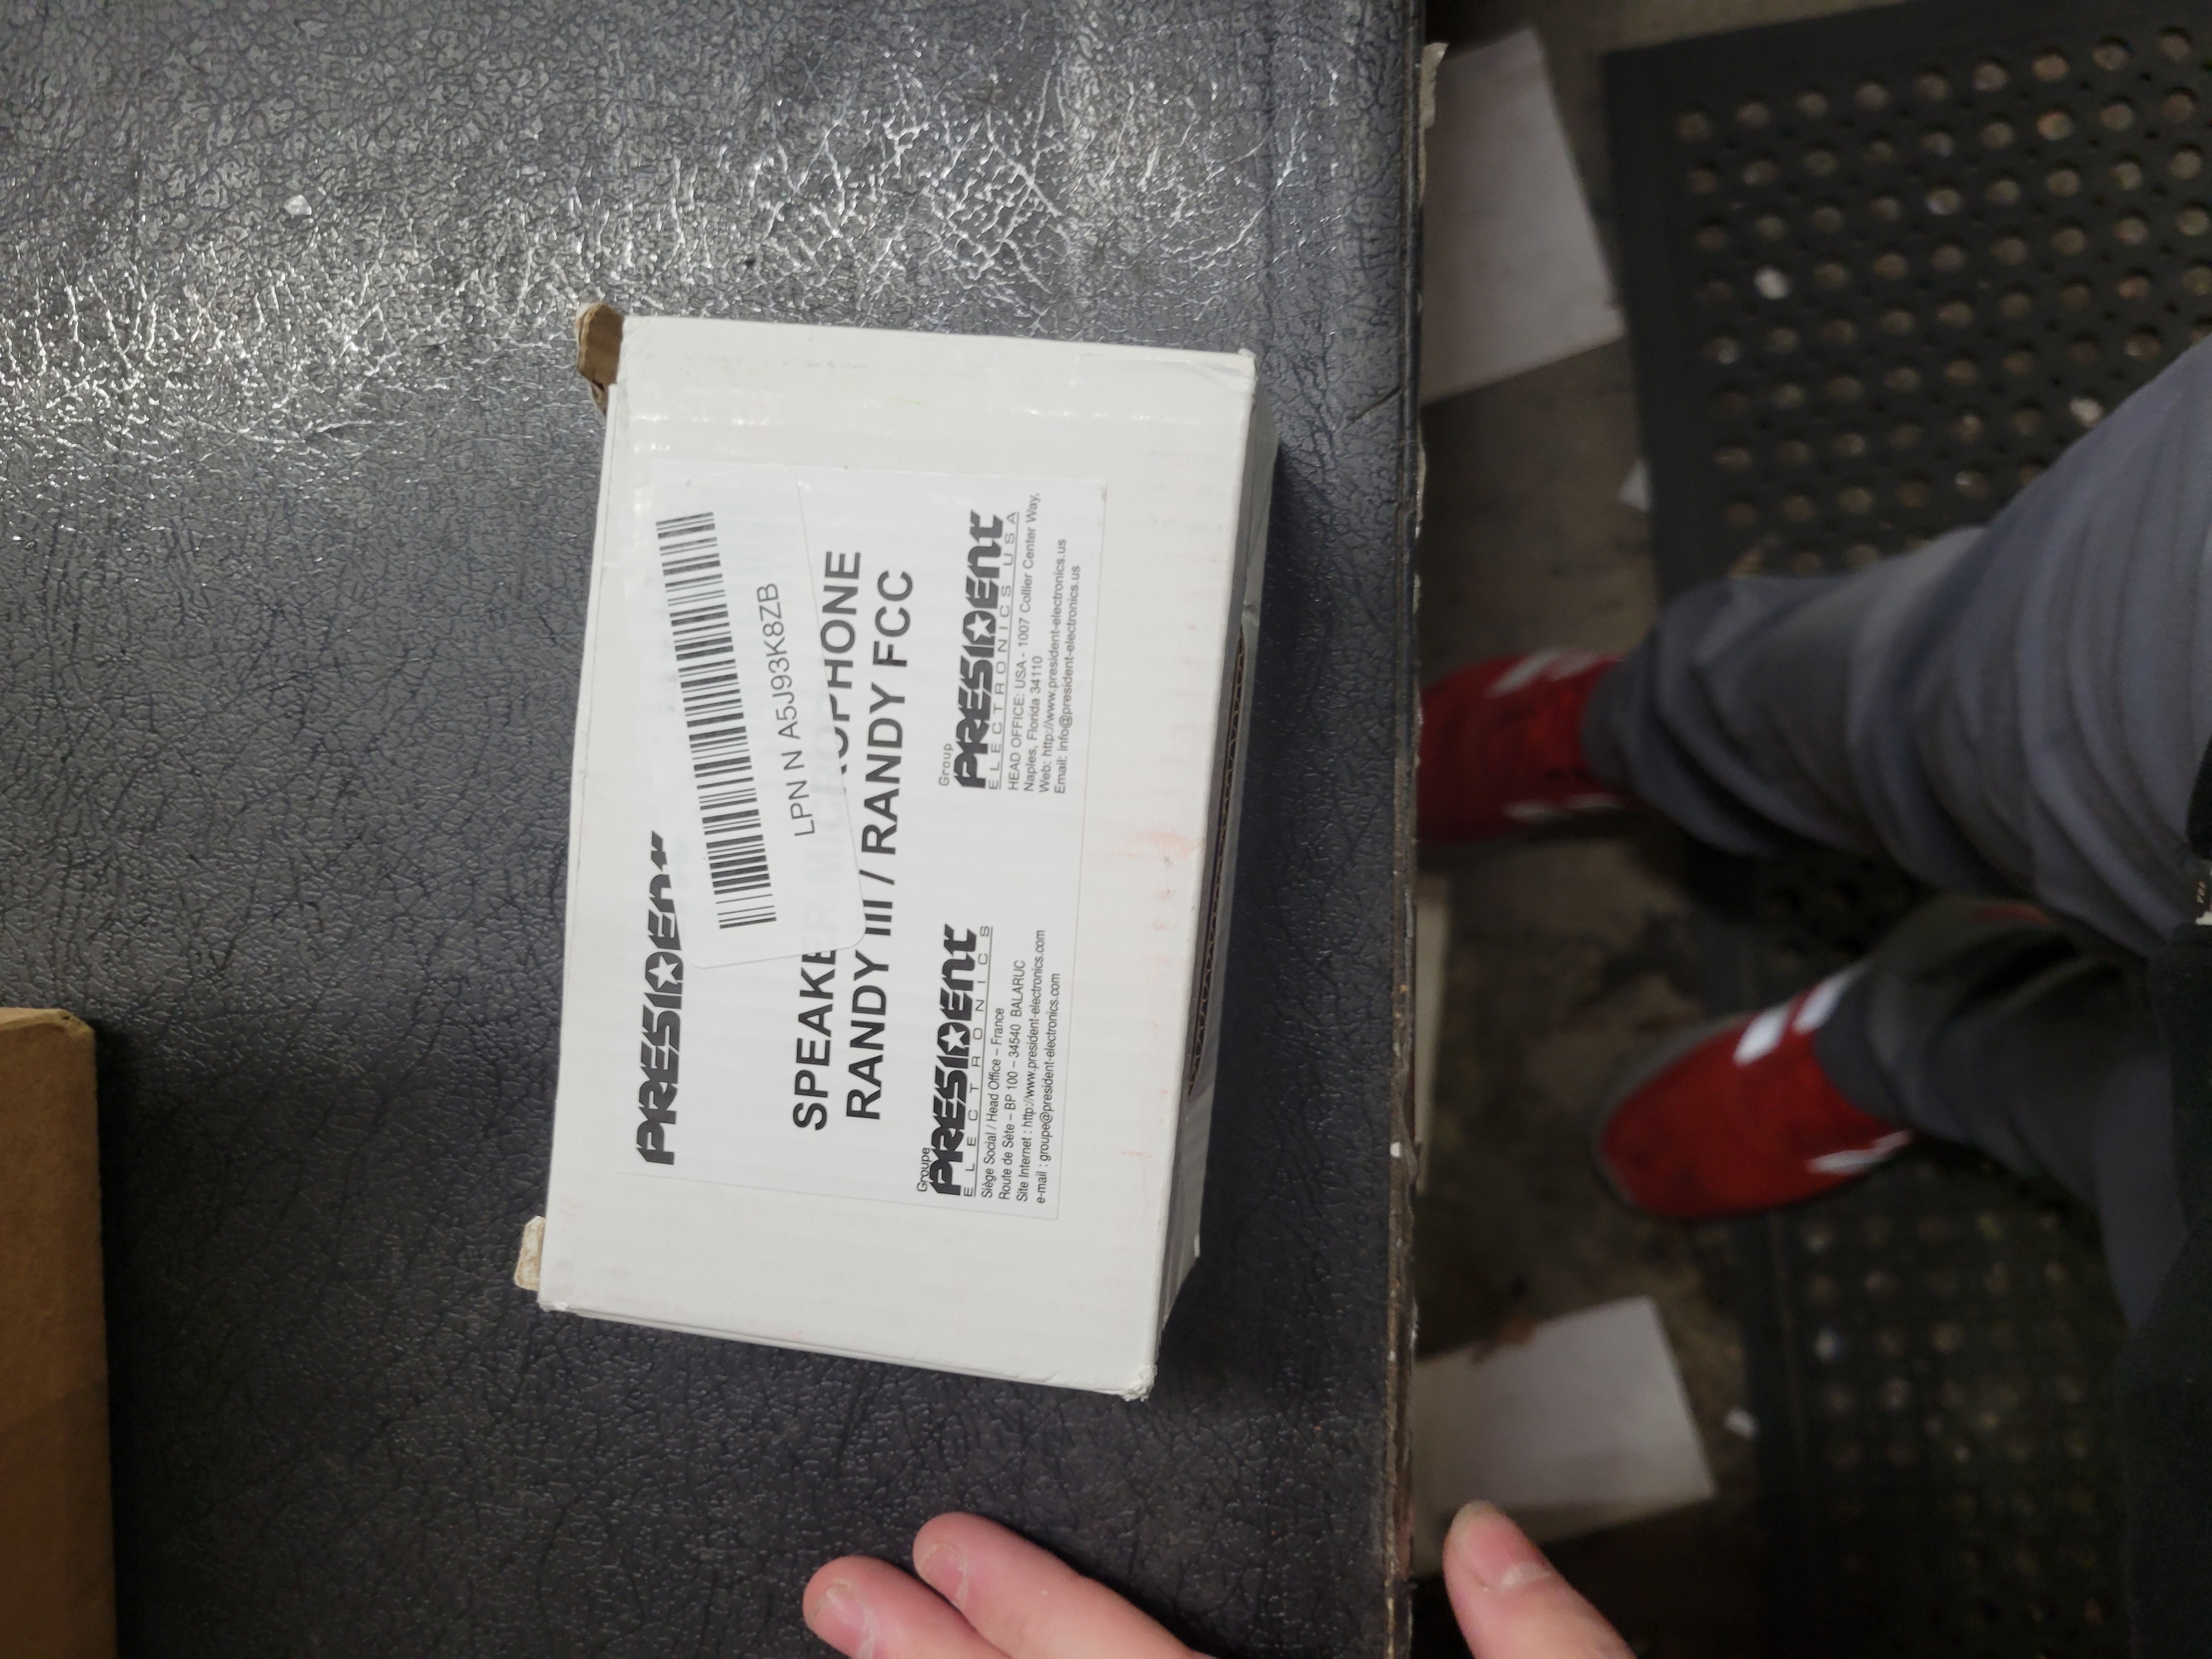 PRESIDENT
LPN N A5J93K8ZB
SPEAKER MICROPHONE
RANDY III / RANDY FCC
Groupe
PRESIDENT
ELECTRONICS
Siège Social / Head Office – France
Route de Sète – BP 100 – 34540 BALARUC
Site Internet : http://www.president-electronics.com
e-mail : groupe@president-electronics.com
Group
PRESIDENT
ELECTRONICS USA
HEAD OFFICE: USA - 1007 Collier Center Way,
Naples, Florida 34110
Web: http://www.president-electronics.us
Email: info@president-electronics.us